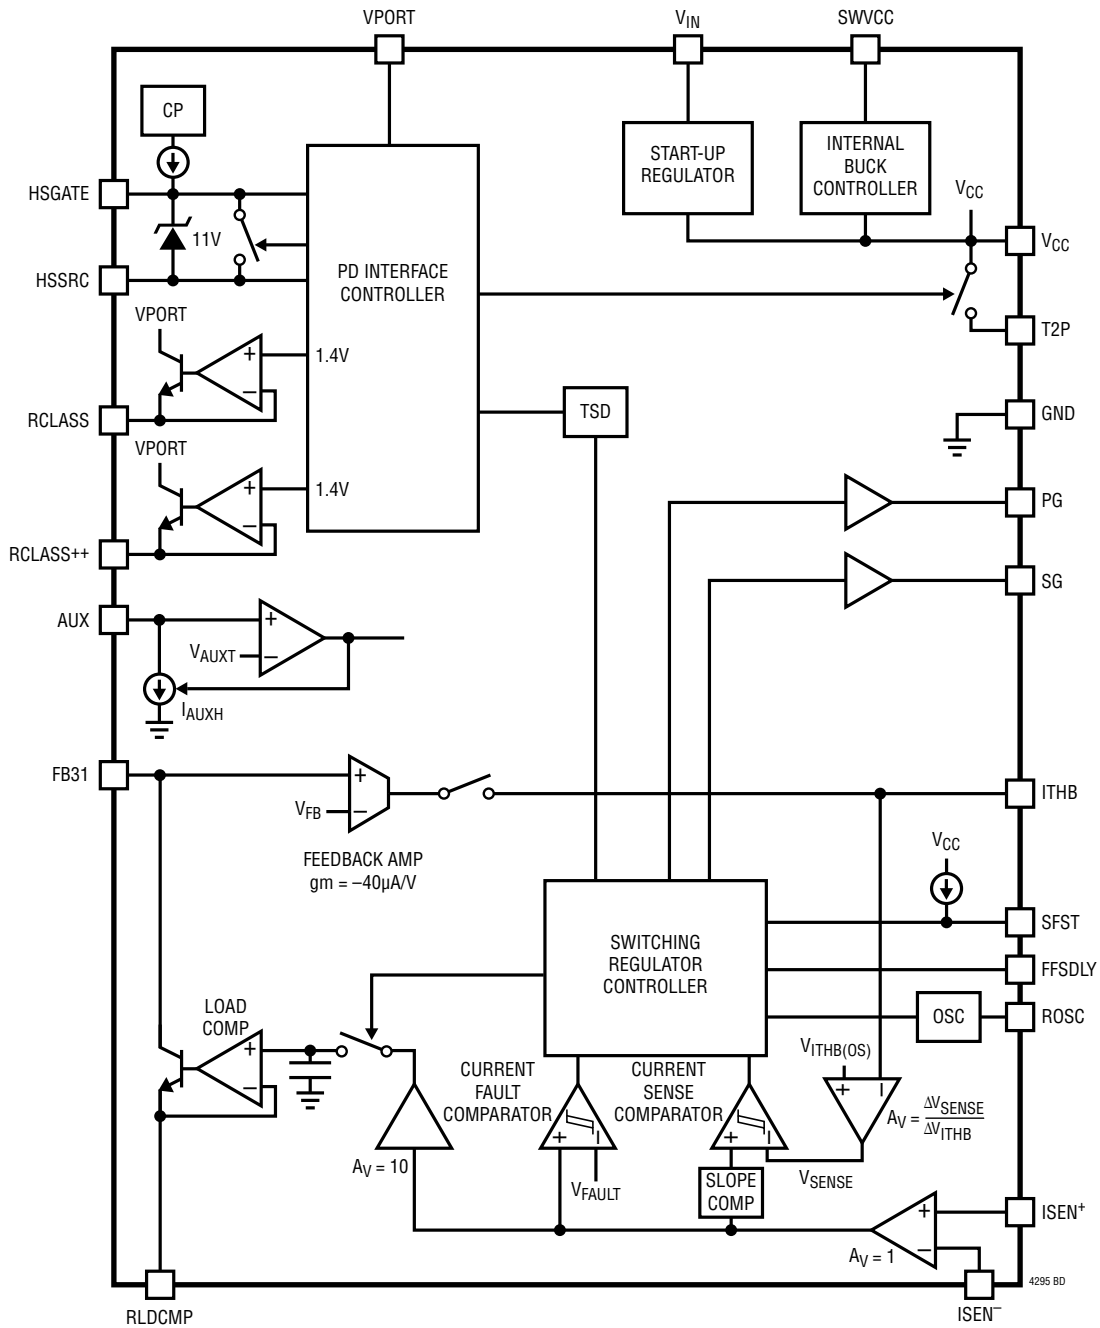 VPORT
VIN
SWVCC
CP
HSGATE
START-UP
REGULATOR
INTERNAL
BUCK
CONTROLLER
VCC
11V
VCC
HSSRC
PD INTERFACE
CONTROLLER
VPORT
T2P
+
1.4V
−
RCLASS
TSD
GND
VPORT
+
1.4V
−
PG
RCLASS++
SG
AUX
+
VAUXT
−
IAUXH
FB31
+
VFB
−
ITHB
FEEDBACK AMP
gm = –40µA/V
VCC
SFST
SWITCHING
REGULATOR
CONTROLLER
FFSDLY
LOAD
COMP
OSC
ROSC
+
−
VITHB(OS)
CURRENT
FAULT
COMPARATOR
CURRENT
SENSE
COMPARATOR
+ −
AV = ∆VSENSE
∆VITHB
+ −
+ −
AV = 10
VFAULT
SLOPE
COMP
VSENSE
+
ISEN+
AV = 1
−
4295 BD
RLDCMP
ISEN–